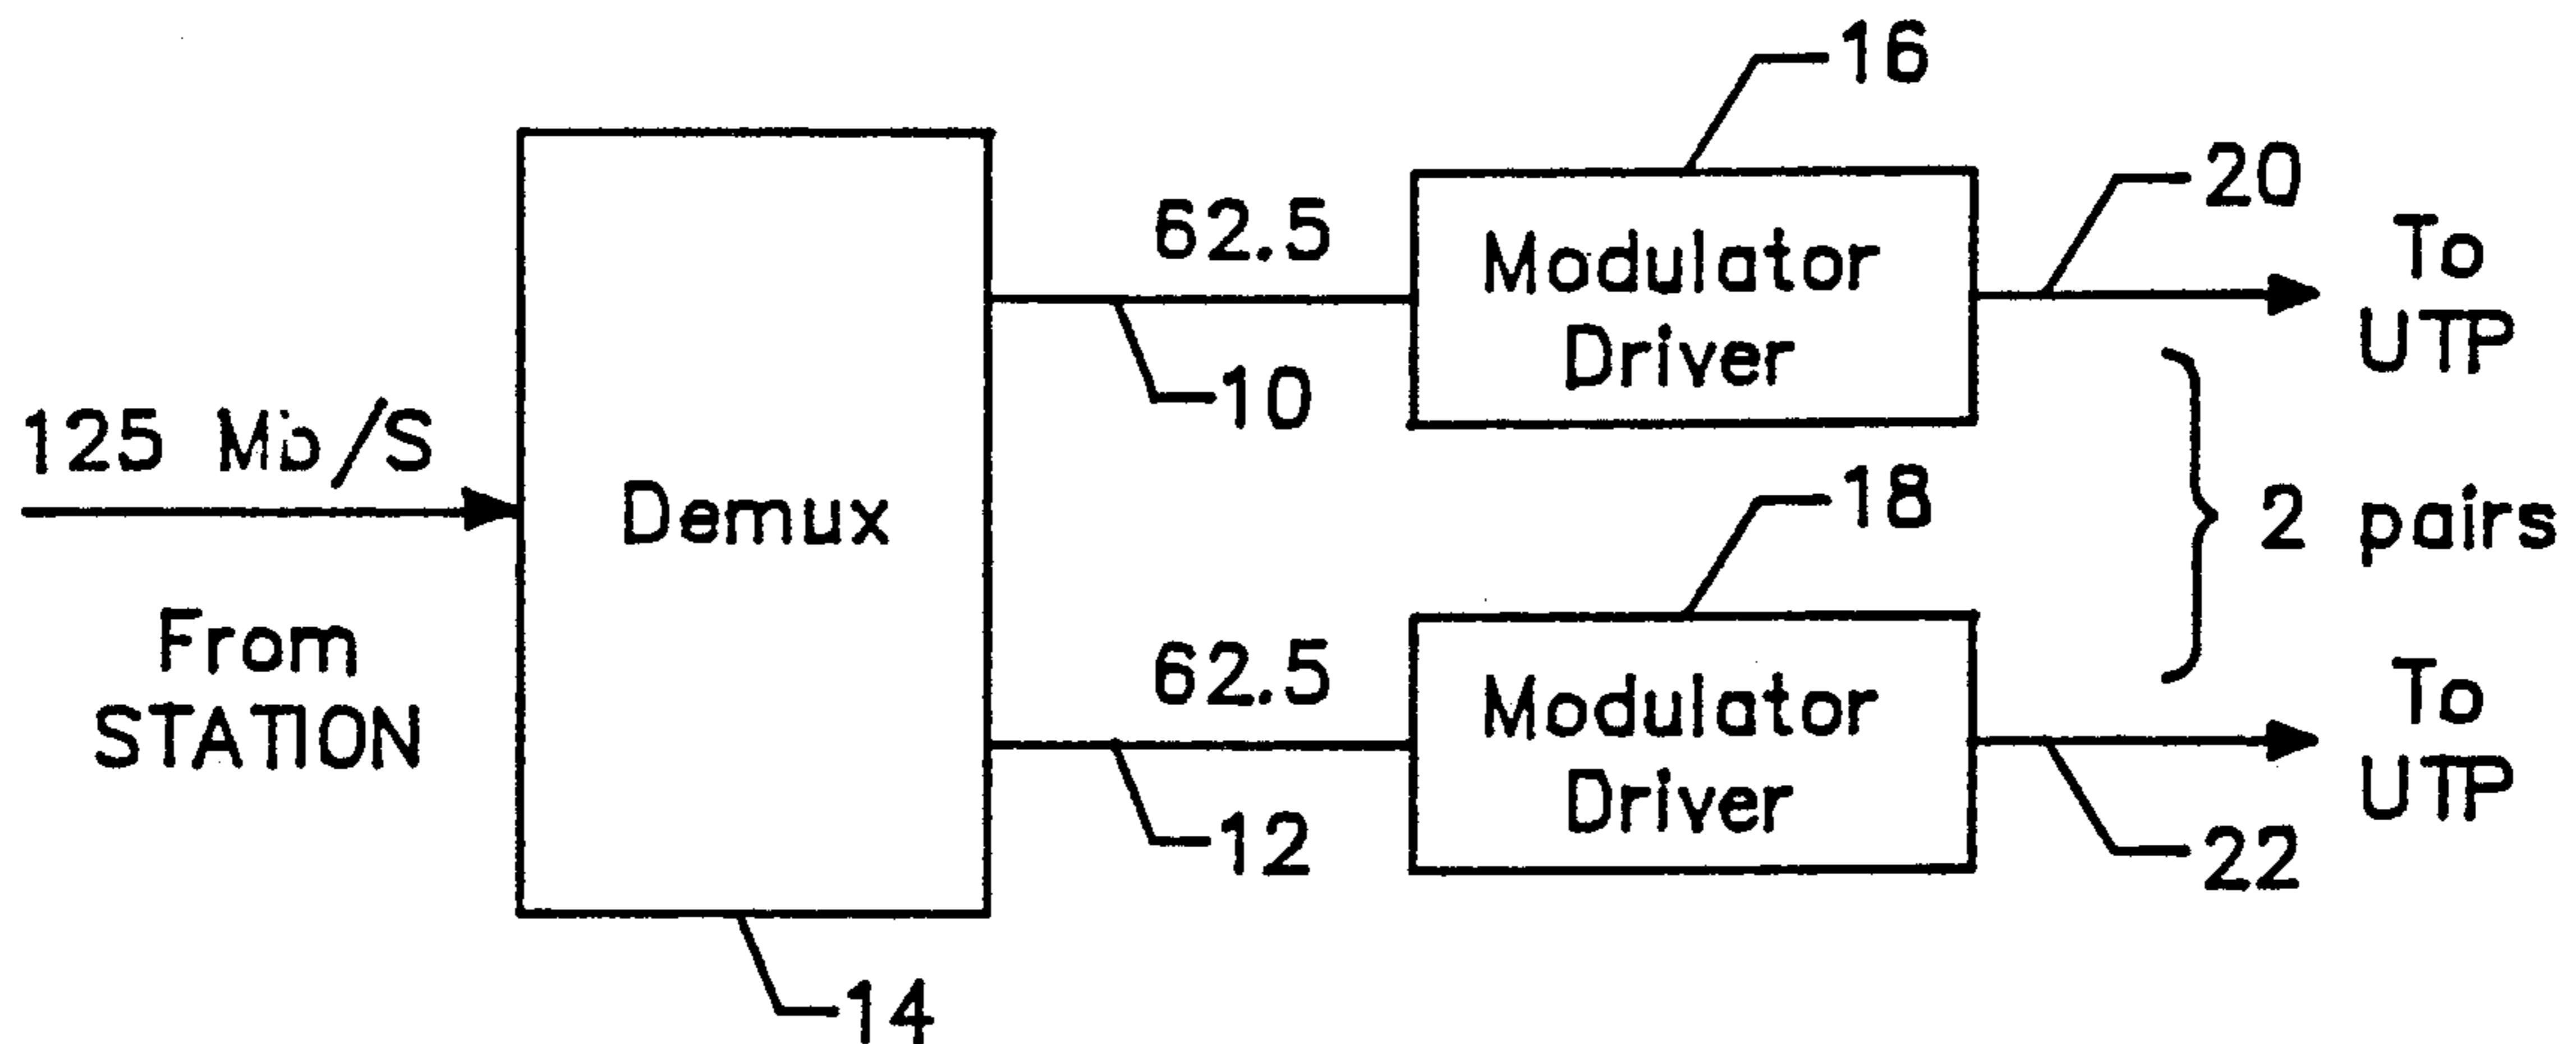 125 Mb/S
From
STATION
Demux
14
62.5
10
62.5
12
16
Modulator
Driver
18
Modulator
Driver
20
To
UTP
2 pairs
22
To
UTP